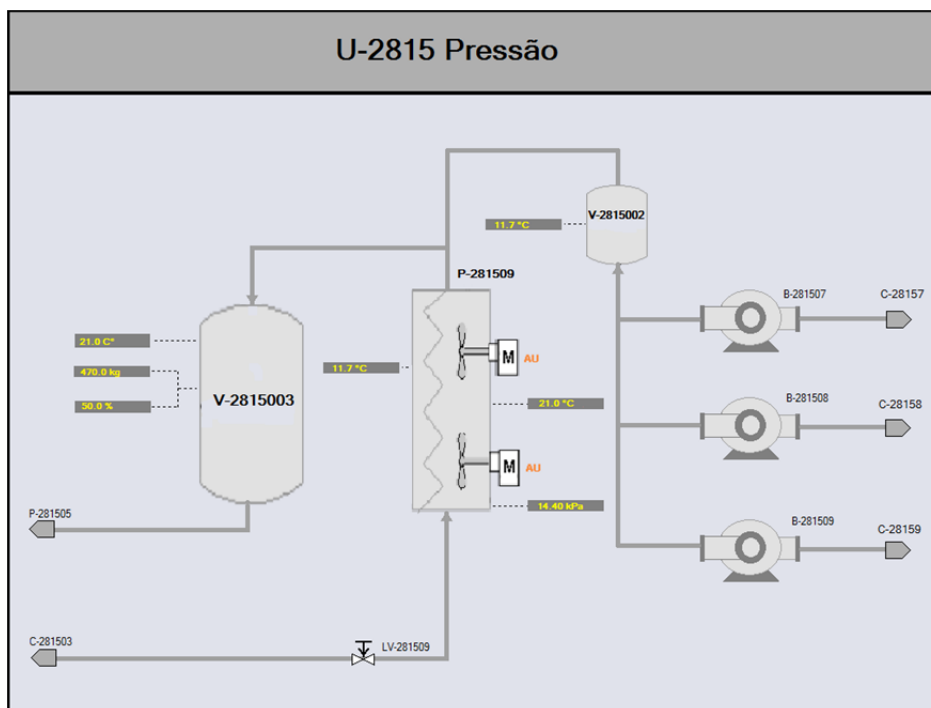 U-2815 Pressão
V-2815002
11.7 °C
P-281509
B-281507
C-28157
21.0 C°
470.0 kg
50.0 %
V-2815003
11.7 °C
M
AU
21.0 °C
B-281508
C-28158
M
AU
14.40 kPa
P-281505
B-281509
C-28159
C-281503
LV-281509